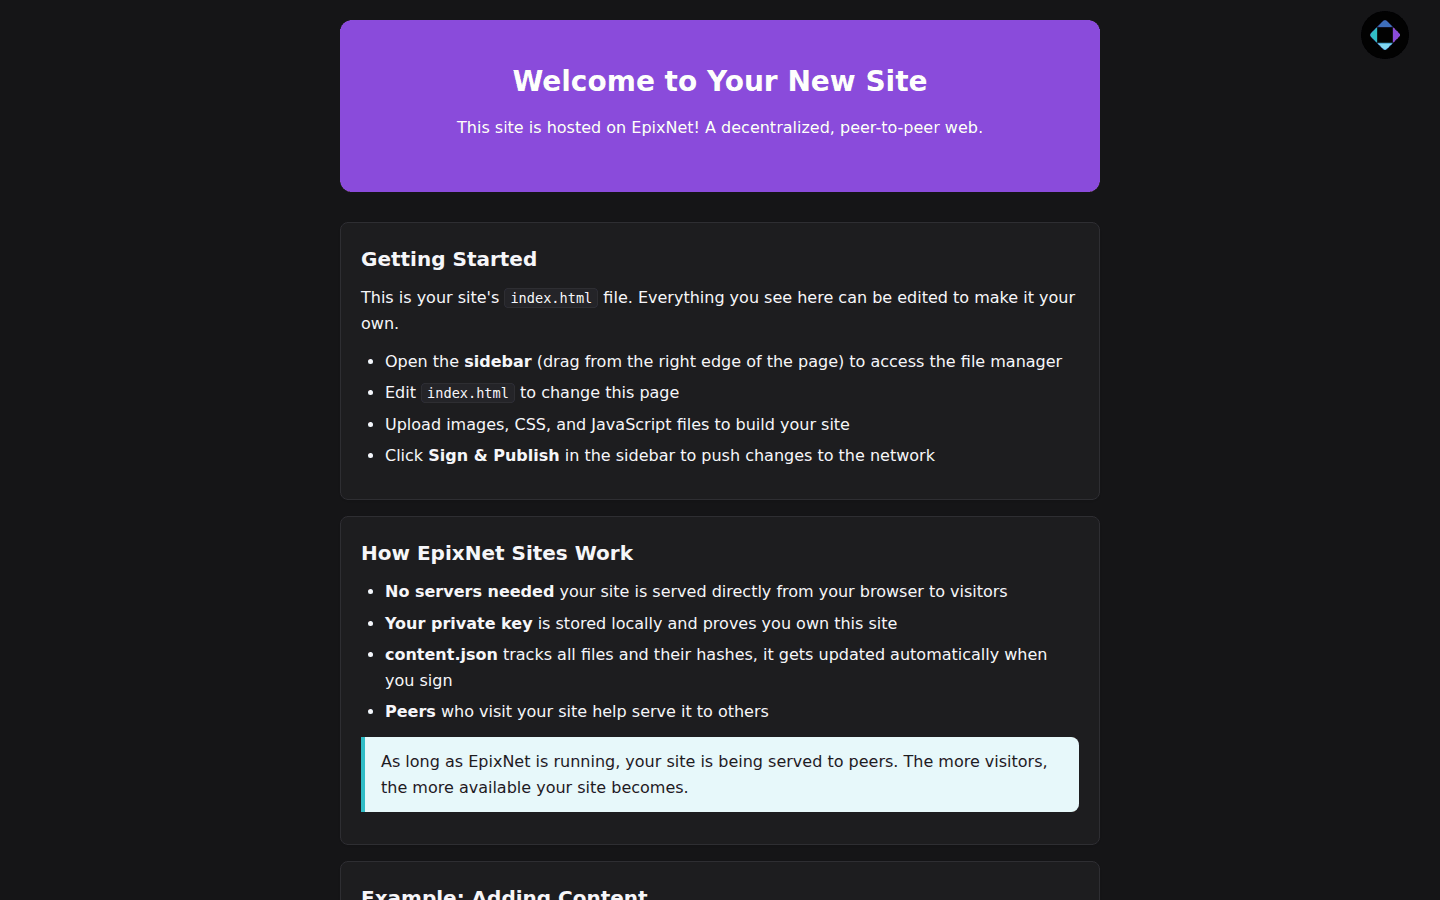 Welcome to Your New Site
This site is hosted on EpixNet! A decentralized, peer-to-peer web.
Getting Started
This is your site's index.html file. Everything you see here can be edited to make it your
own.
• Open the sidebar (drag from the right edge of the page) to access the file manager
• Edit index.html to change this page
• Upload images, CSS, and JavaScript files to build your site
• Click Sign & Publish in the sidebar to push changes to the network
How EpixNet Sites Work
• No servers needed your site is served directly from your browser to visitors
• Your private key is stored locally and proves you own this site
• content.json tracks all files and their hashes, it gets updated automatically when
you sign
• Peers who visit your site help serve it to others
As long as EpixNet is running, your site is being served to peers. The more visitors,
the more available your site becomes.
Example: Adding Content